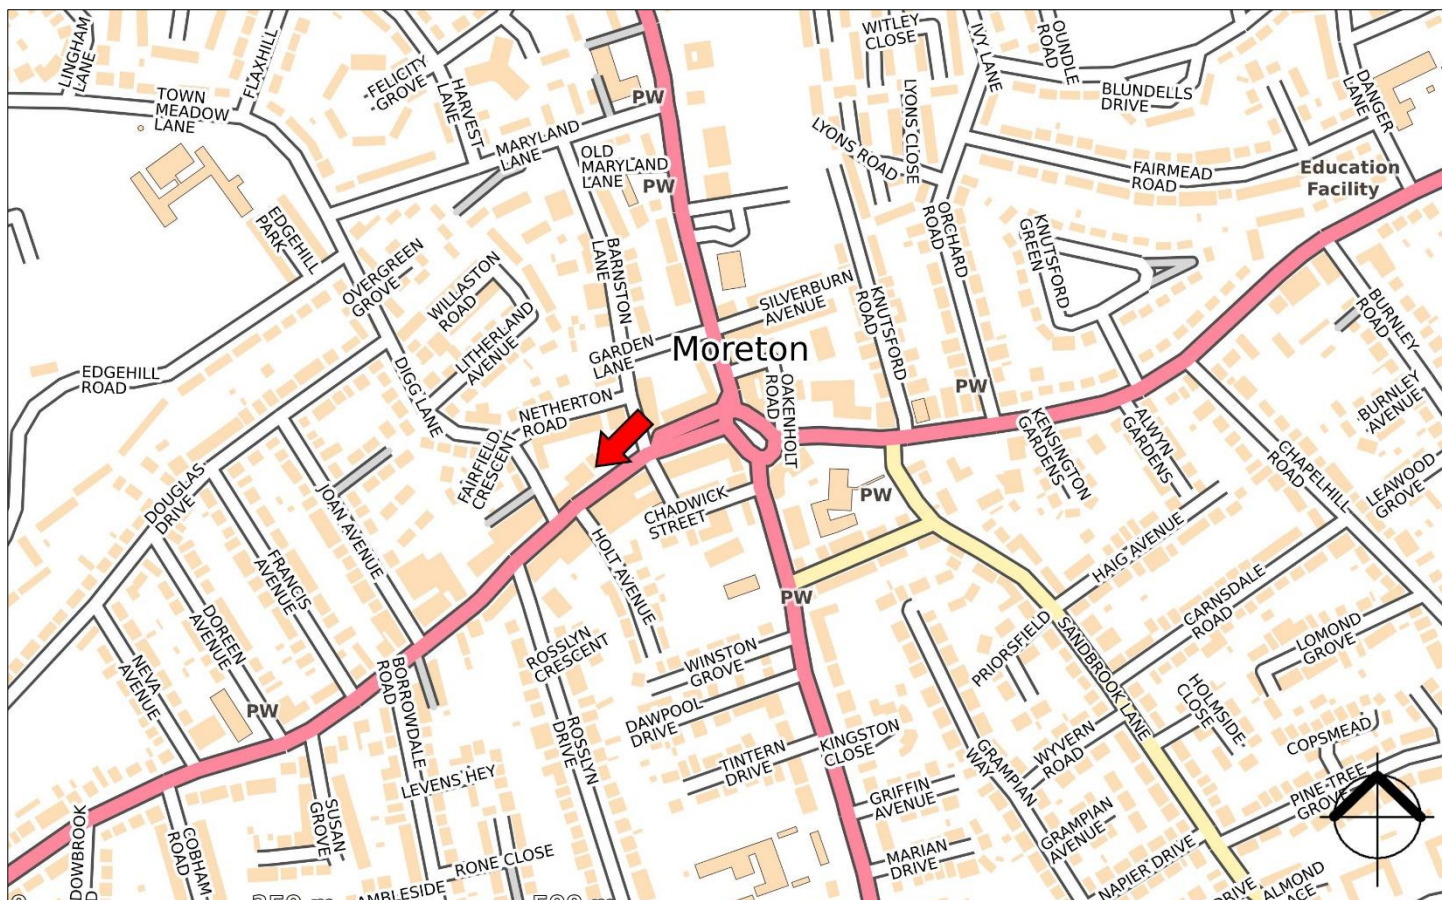 LINGHAM
LANE
FLAXHILL
TOWN
MEADOW
LANE
FELICITY
GROVE
HARVEST
LANE
MARYLAND
LANE
OLD
MARYLAND
LANE
PW
PW
WITLEY
CLOSE
IVY LANE
OUNDLE
ROAD
BLUNDELLS
DRIVE
DANGER
LANE
LYONS ROAD
LYONS CLOSE
FAIRMEAD
ROAD
Education
Facility
EDGEHILL
PARK
OVERGREEN
GROVE
WILLASTON
ROAD
LITHERLAND
AVENUE
BARNSTON
LANE
ORCHARD
ROAD
KNUTSFORD
GREEN
SILVERBURN
AVENUE
KNUTSFORD
ROAD
BURNLEY
ROAD
GARDEN
LANE
Moreton
EDGEHILL
ROAD
DIGG LANE
NETHERTON
ROAD
OAKENHOLT
ROAD
PW
BURNLEY
AVENUE
KENSINGTON
GARDENS
ALWYN
GARDENS
CHAPELHILL
ROAD
FAIRFIELD
CRESCENT
LEAWOOD
GROVE
DOUGLAS
DRIVE
JOAN AVENUE
CHADWICK
STREET
PW
HOLT AVENUE
HAIG AVENUE
FRANCIS
AVENUE
DOREEN
AVENUE
PW
CARNSDALE
ROAD
LOMOND
GROVE
PRIORSFIELD
SANDBROOK LANE
NEVA
AVENUE
ROSSLYN
CRESCENT
WINSTON
GROVE
BORROWDALE
ROAD
HOLMSIDE
CLOSE
PW
DAWPOOL
DRIVE
KINGSTON
CLOSE
ROSSLYN
DRIVE
TINTERN
DRIVE
GRAMPIAN
WAY
WYVERN
ROAD
COPSMEAD
LEVENS HEY
PINE TREE
GROVE
GRIFFIN
AVENUE
GRAMPIAN
AVENUE
SUSAN
GROVE
COBHAM
ROAD
RONE CLOSE
MARIAN
DRIVE
NAPIER DRIVE
DOWBROOK
AMBLESIDE
DRIVE
ALMOND